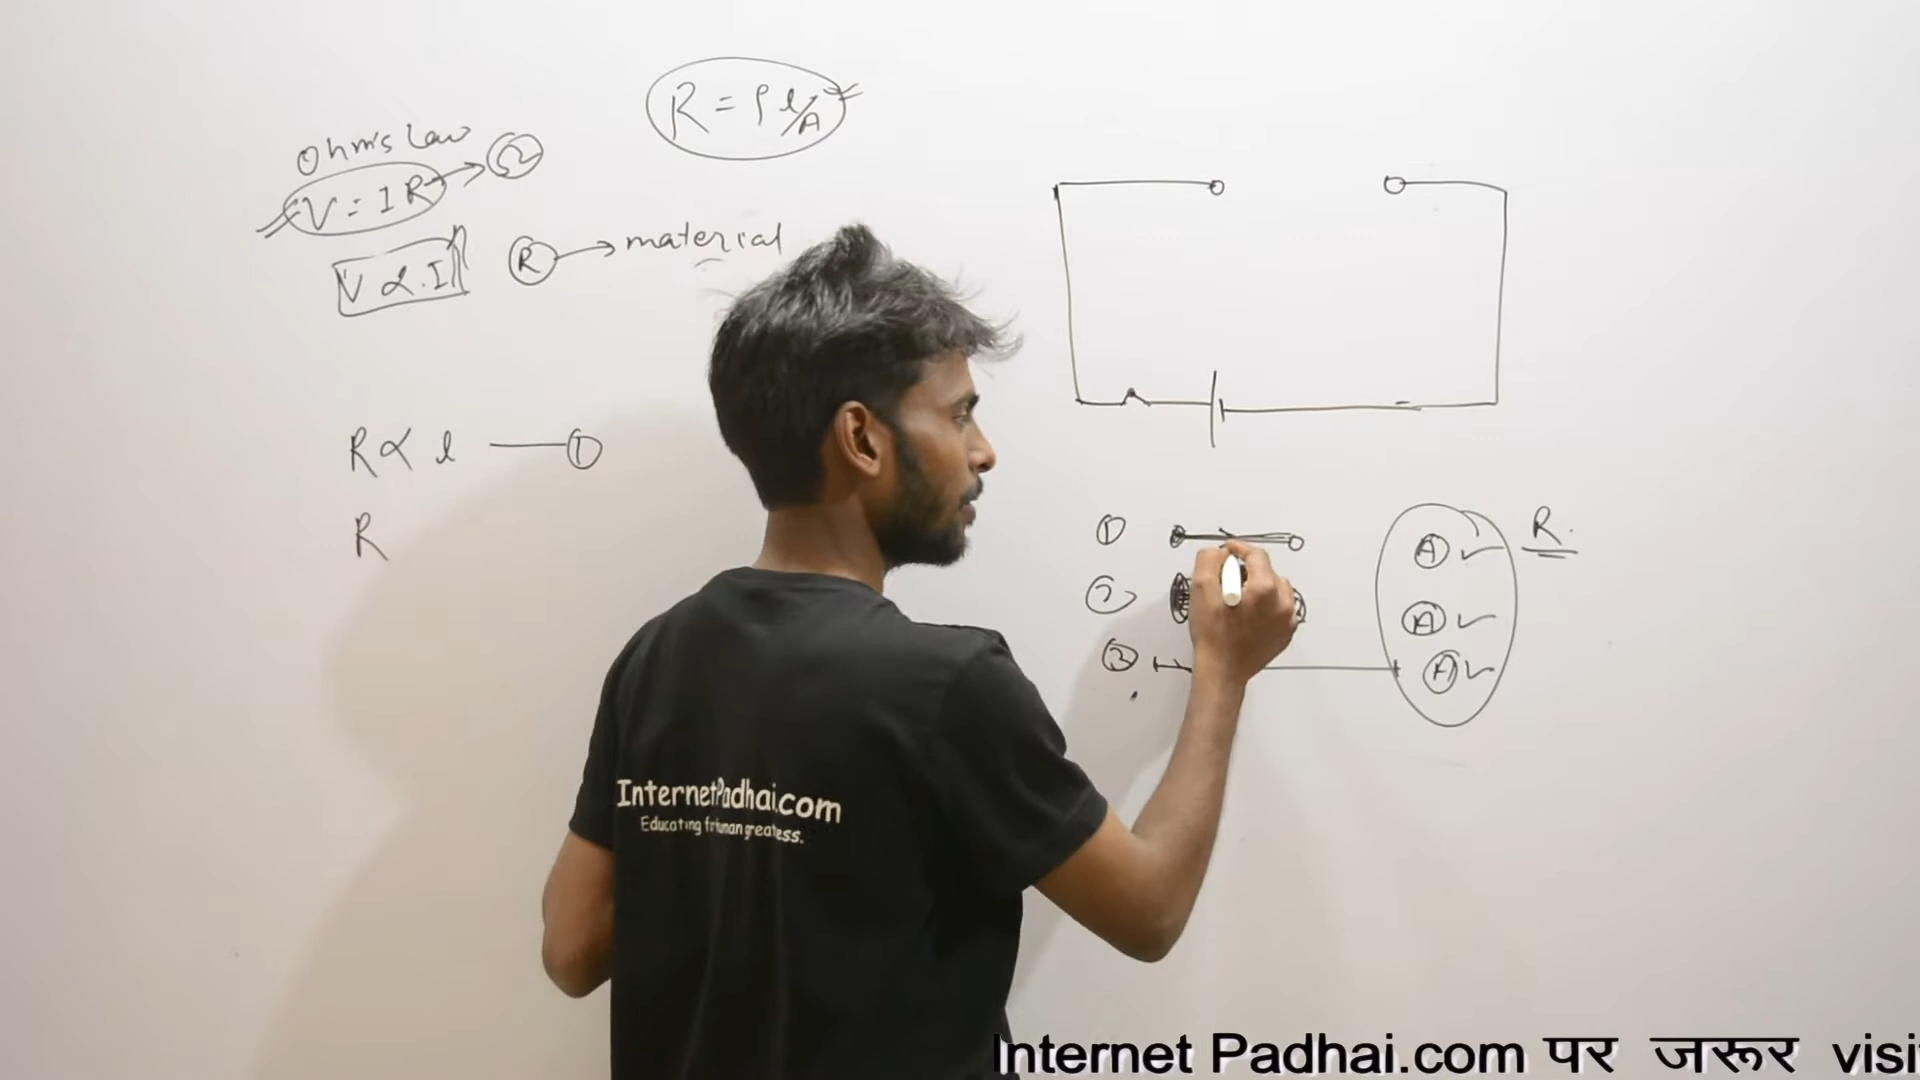 R = ρ l/A
Ohm's Law
V = I R → Ω
V ∝ I
R → material
R ∝ l — 1
R
1
2
3
A ✓
A ✓
A ✓
R.
InternetPadhai.com
Educating for human greatness.
Internet Padhai.com पर जरूर visi